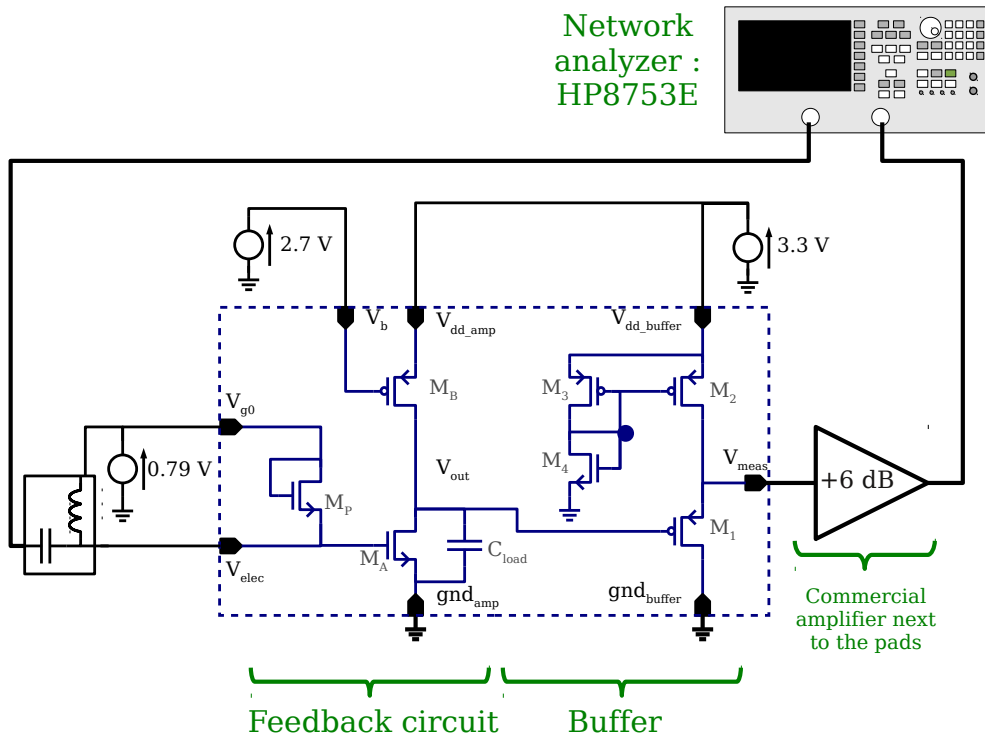 Network
analyzer :
HP8753E
2.7 V
3.3 V
V_b
V_dd_amp
V_dd_buffer
M_B
M_3
M_2
V_g0
0.79 V
M_P
V_out
M_4
V_meas
+6 dB
M_A
C_load
M_1
V_elec
gnd_amp
gnd_buffer
Commercial
amplifier next
to the pads
Feedback circuit
Buffer